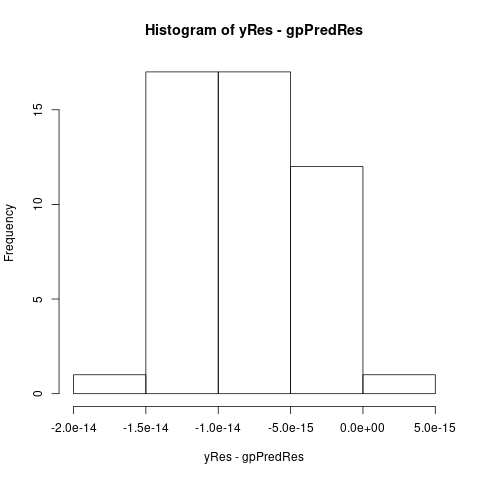 Histogram of yRes - gpPredRes
Frequency
15
10
5
0
-2.0e-14 -1.5e-14 -1.0e-14 -5.0e-15 0.0e+00 5.0e-15
yRes - gpPredRes